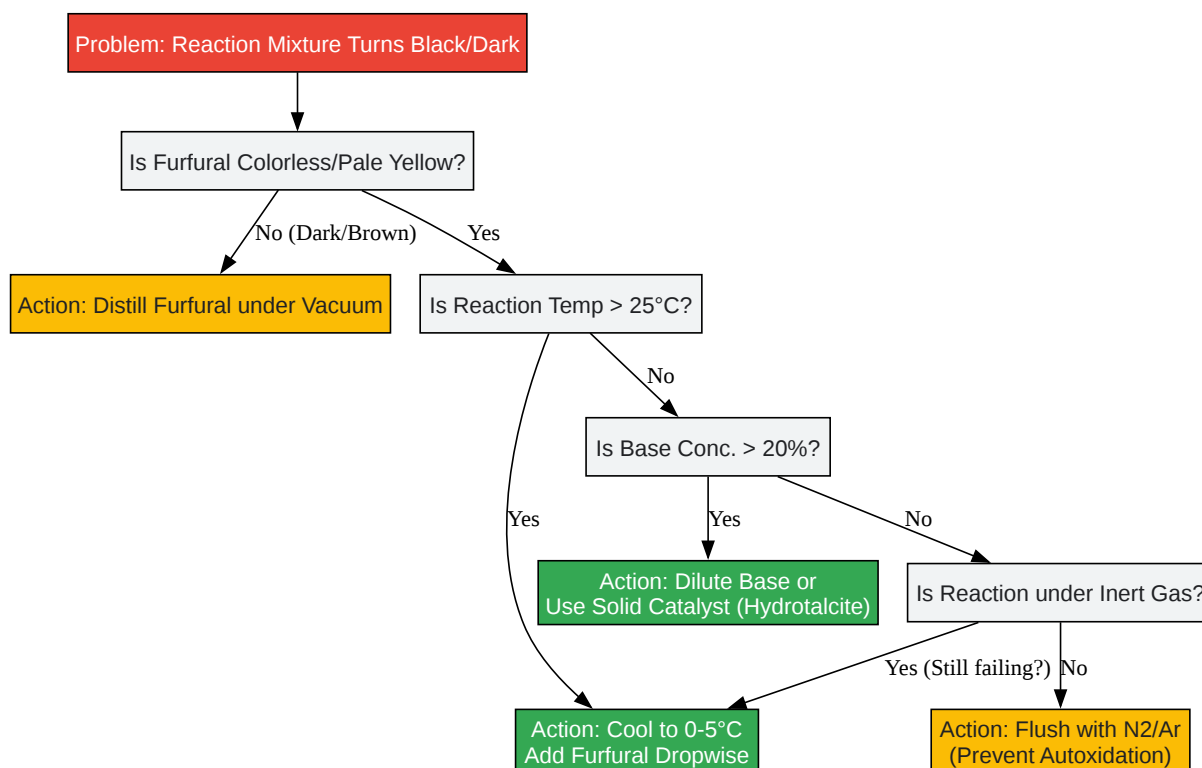 Problem: Reaction Mixture Turns Black/Dark
Is Furfural Colorless/Pale Yellow?
No (Dark/Brown)
Yes
Action: Distill Furfural under Vacuum
Is Reaction Temp > 25°C?
No
Is Base Conc. > 20%?
Yes
Yes
No
Action: Dilute Base or
Use Solid Catalyst (Hydrotalcite)
Is Reaction under Inert Gas?
Yes (Still failing?)
No
Action: Cool to 0-5°C
Add Furfural Dropwise
Action: Flush with N2/Ar
(Prevent Autoxidation)